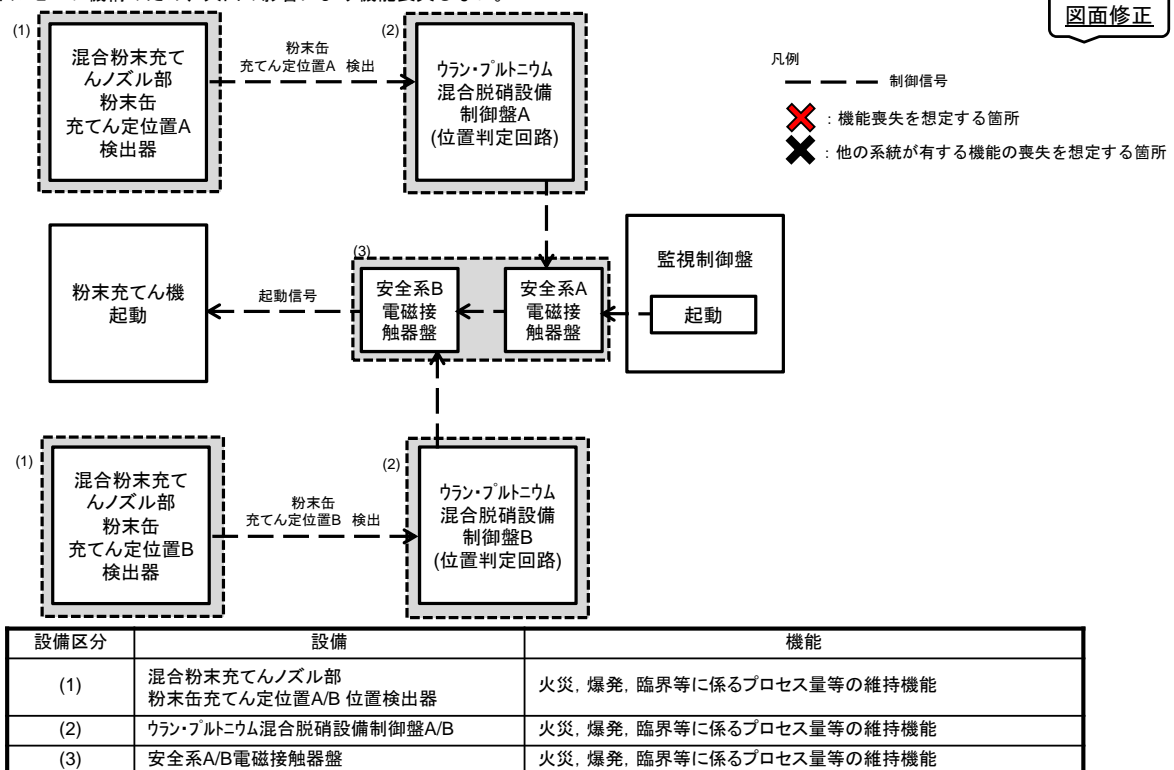 図面修正
(1)
混合粉末充て
んノズル部
粉末缶
充てん定位置A
検出器
粉末缶
充てん定位置A 検出
(2)
ウラン・プルトニウム
混合脱硝設備
制御盤A
(位置判定回路)
凡例
制御信号
：機能喪失を想定する箇所
：他の系統が有する機能の喪失を想定する箇所
粉末充てん機
起動
起動信号
(3)
安全系B
電磁接
触器盤
安全系A
電磁接
触器盤
監視制御盤
起動
(1)
混合粉末充て
んノズル部
粉末缶
充てん定位置B
検出器
粉末缶
充てん定位置B 検出
(2)
ウラン・プルトニウム
混合脱硝設備
制御盤B
(位置判定回路)
設備区分 設備 機能
(1) 混合粉末充てんノズル部
粉末缶充てん定位置A/B 位置検出器 火災, 爆発, 臨界等に係るプロセス量等の維持機能
(2) ウラン・プルトニウム混合脱硝設備制御盤A/B 火災, 爆発, 臨界等に係るプロセス量等の維持機能
(3) 安全系A/B電磁接触器盤 火災, 爆発, 臨界等に係るプロセス量等の維持機能